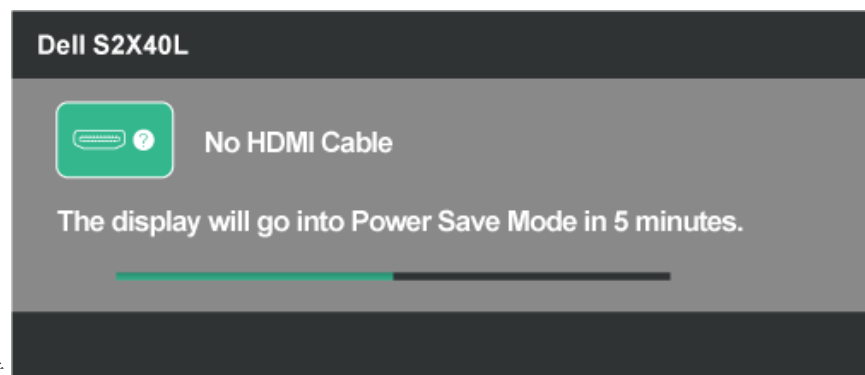 Dell S2X40L
?
No HDMI Cable
The display will go into Power Save Mode in 5 minutes.